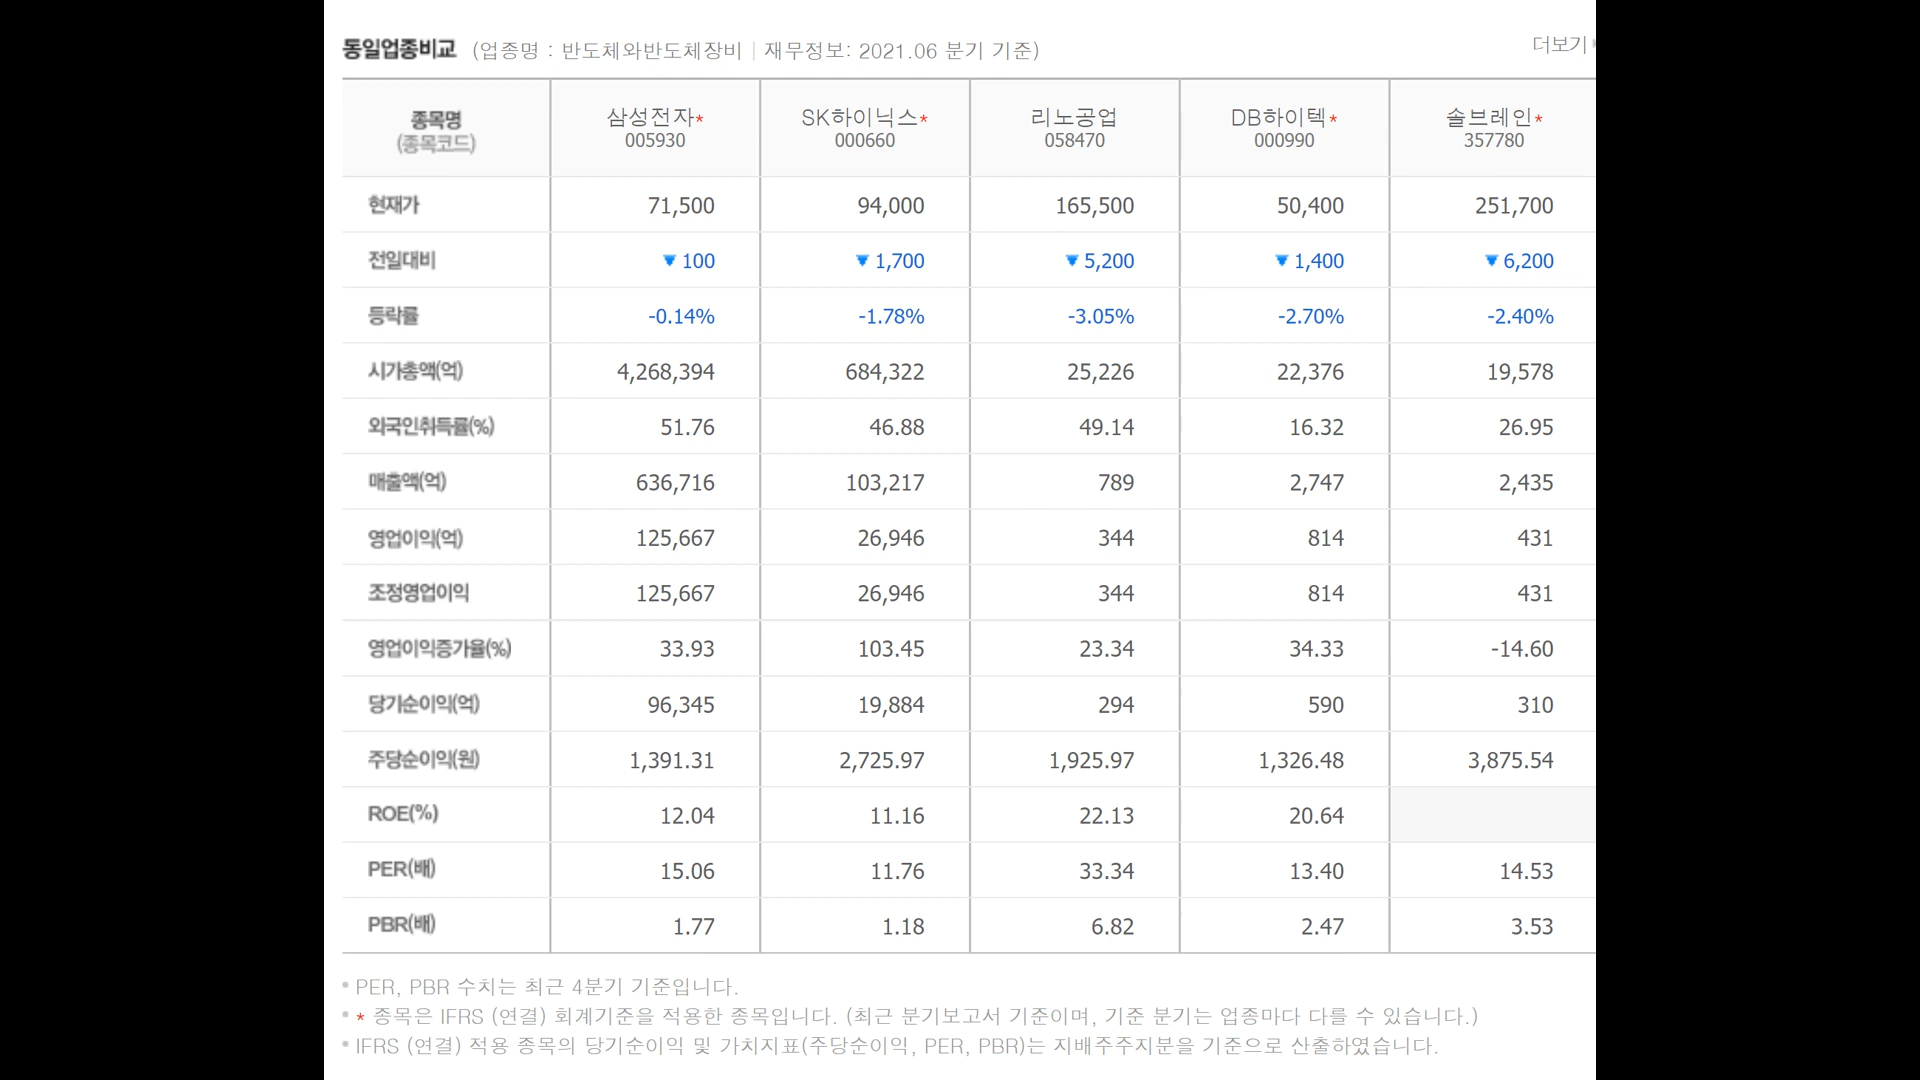 동일업종비교 (업종명 : 반도체와반도체장비 | 재무정보: 2021.06 분기 기준) 더보기
종목명 (종목코드) 삼성전자* 005930 SK하이닉스* 000660 리노공업 058470 DB하이텍* 000990 솔브레인* 357780
현재가 71,500 94,000 165,500 50,400 251,700
전일대비 ▼ 100 ▼ 1,700 ▼ 5,200 ▼ 1,400 ▼ 6,200
등락률 -0.14% -1.78% -3.05% -2.70% -2.40%
시가총액(억) 4,268,394 684,322 25,226 22,376 19,578
외국인취득률(%) 51.76 46.88 49.14 16.32 26.95
매출액(억) 636,716 103,217 789 2,747 2,435
영업이익(억) 125,667 26,946 344 814 431
조정영업이익 125,667 26,946 344 814 431
영업이익증가율(%) 33.93 103.45 23.34 34.33 -14.60
당기순이익(억) 96,345 19,884 294 590 310
주당순이익(원) 1,391.31 2,725.97 1,925.97 1,326.48 3,875.54
ROE(%) 12.04 11.16 22.13 20.64
PER(배) 15.06 11.76 33.34 13.40 14.53
PBR(배) 1.77 1.18 6.82 2.47 3.53
PER, PBR 수치는 최근 4분기 기준입니다.
* 종목은 IFRS (연결) 회계기준을 적용한 종목입니다. (최근 분기보고서 기준이며, 기준 분기는 업종마다 다를 수 있습니다.)
IFRS (연결) 적용 종목의 당기순이익 및 가치지표(주당순이익, PER, PBR)는 지배주주지분을 기준으로 산출하였습니다.